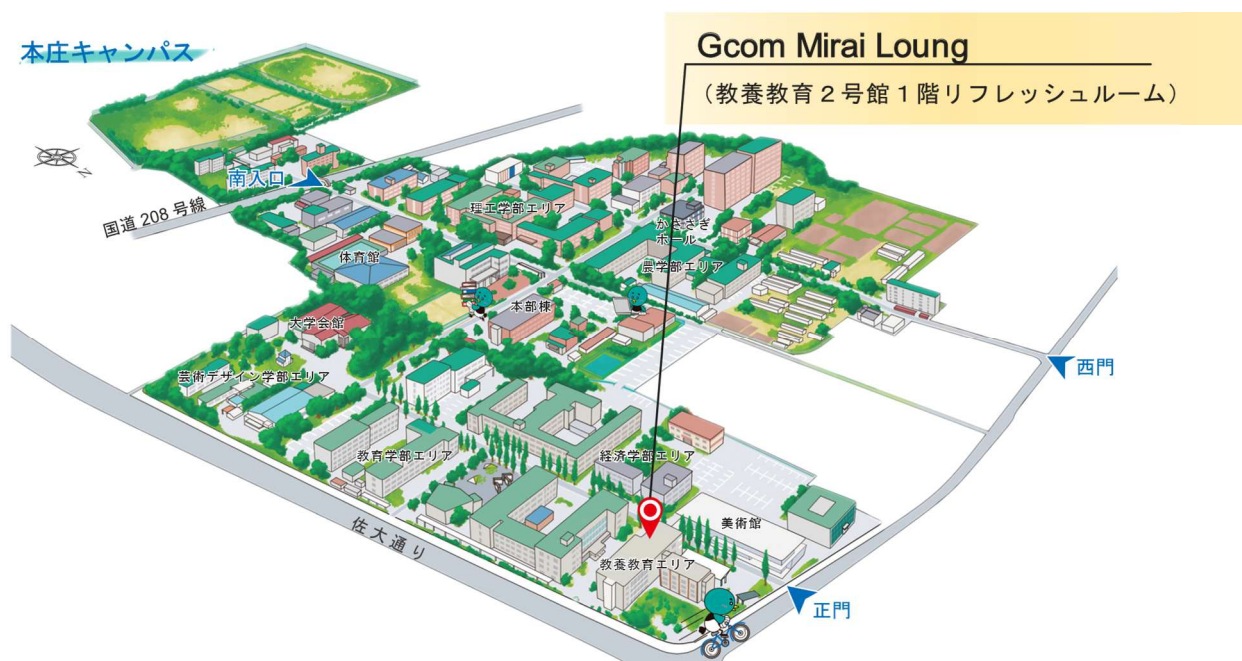 本庄キャンパス
Gcom Mirai Loung
（教養教育２号館１階リフレッシュルーム）
N
南入口
国道208号線
理工学部エリア
かささぎ
ホール
体育館
農学部エリア
本部棟
大学会館
西門
芸術デザイン学部エリア
教育学部エリア
経済学部エリア
佐大通り
美術館
教養教育エリア
正門